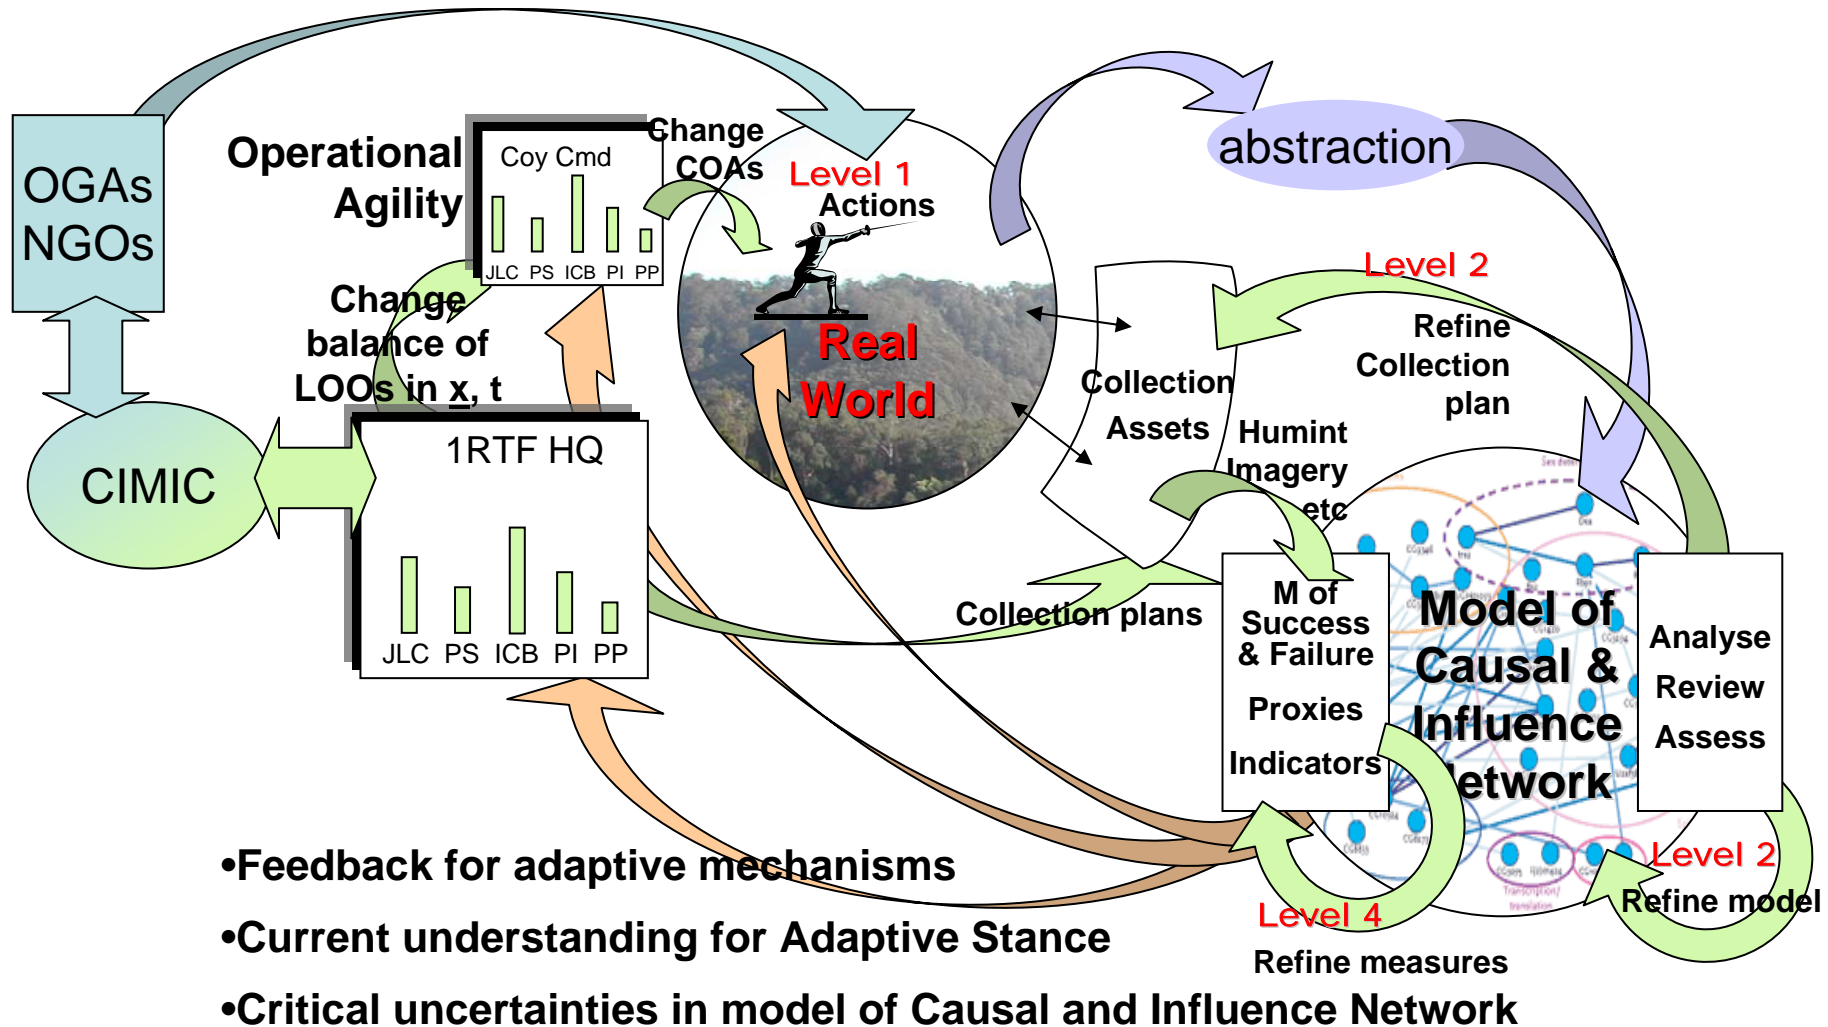 OGAs
NGOs
Operational
Agility
Coy Cmd
JLC PS ICB PI PP
Change
COAs
Level 1
Actions
abstraction
Level 2
Change
balance of
LOOs in x, t
Real
World
Collection
Assets
Refine
Collection
plan
Humint
Imagery
etc
CIMIC
1RTF HQ
JLC PS ICB PI PP
Collection plans
M of
Success
& Failure
Proxies
Indicators
Model of
Causal &
Influence
Network
Analyse
Review
Assess
Level 2
Refine model
Level 4
Refine measures
Transcription/
translation
•Feedback for adaptive mechanisms
•Current understanding for Adaptive Stance
•Critical uncertainties in model of Causal and Influence Network